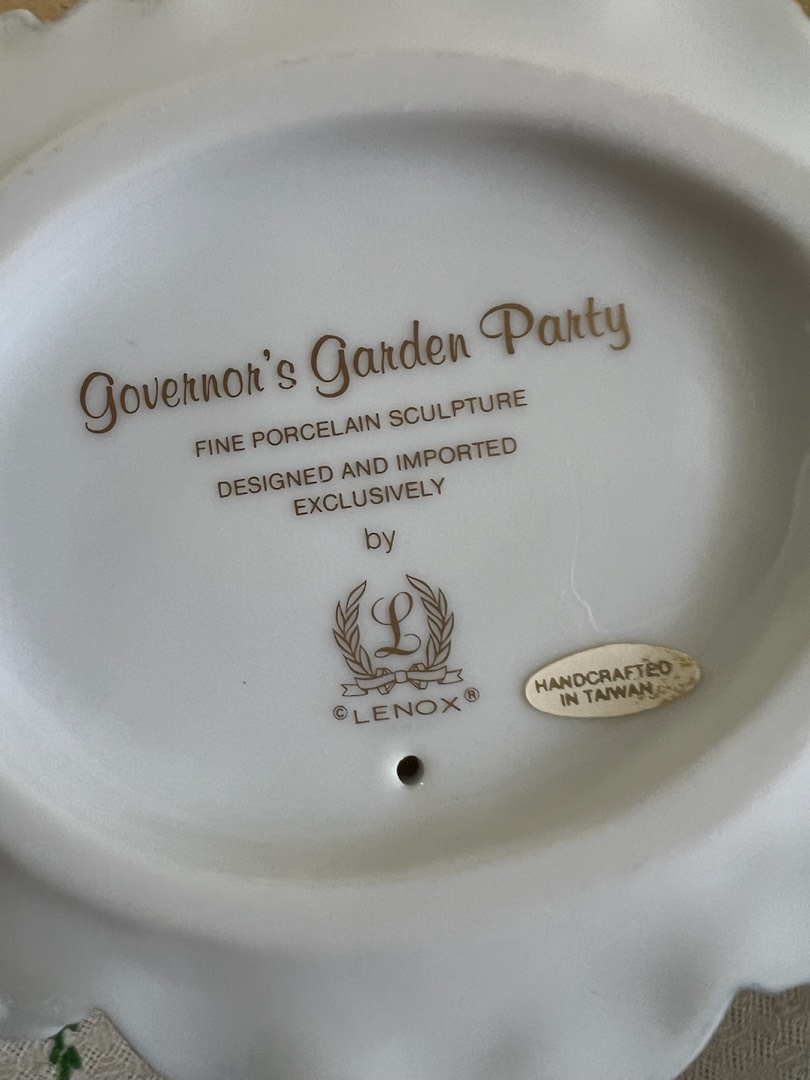 Governor's Garden Party
FINE PORCELAIN SCULPTURE
DESIGNED AND IMPORTED
EXCLUSIVELY
by
L
© LENOX ®
HANDCRAFTED
IN TAIWAN